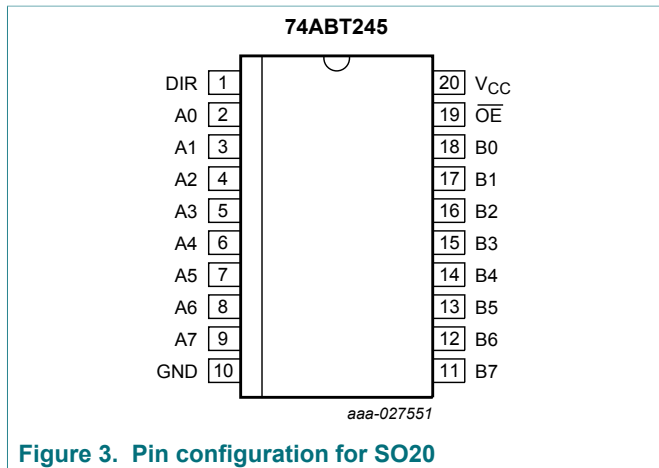 74ABT245
DIR 1
20 VCC
A0 2
19 O̅E̅
A1 3
18 B0
A2 4
17 B1
A3 5
16 B2
A4 6
15 B3
A5 7
14 B4
A6 8
13 B5
A7 9
12 B6
GND 10
11 B7
aaa-027551
Figure 3. Pin configuration for SO20